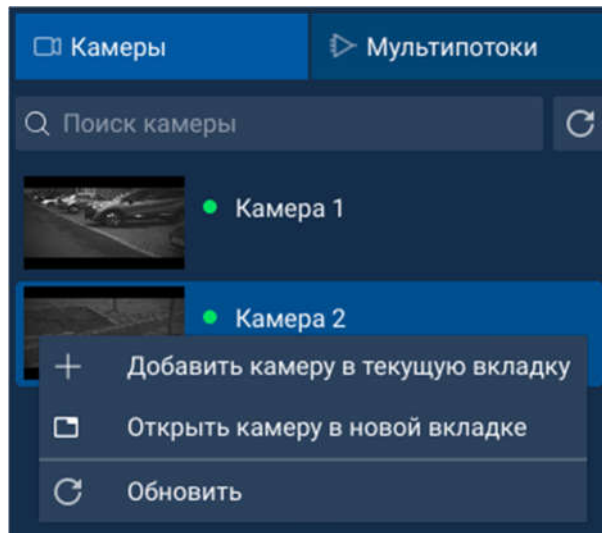 Камеры
Мультипотоки
Поиск камеры
Камера 1
Камера 2
Добавить камеру в текущую вкладку
Открыть камеру в новой вкладке
Обновить